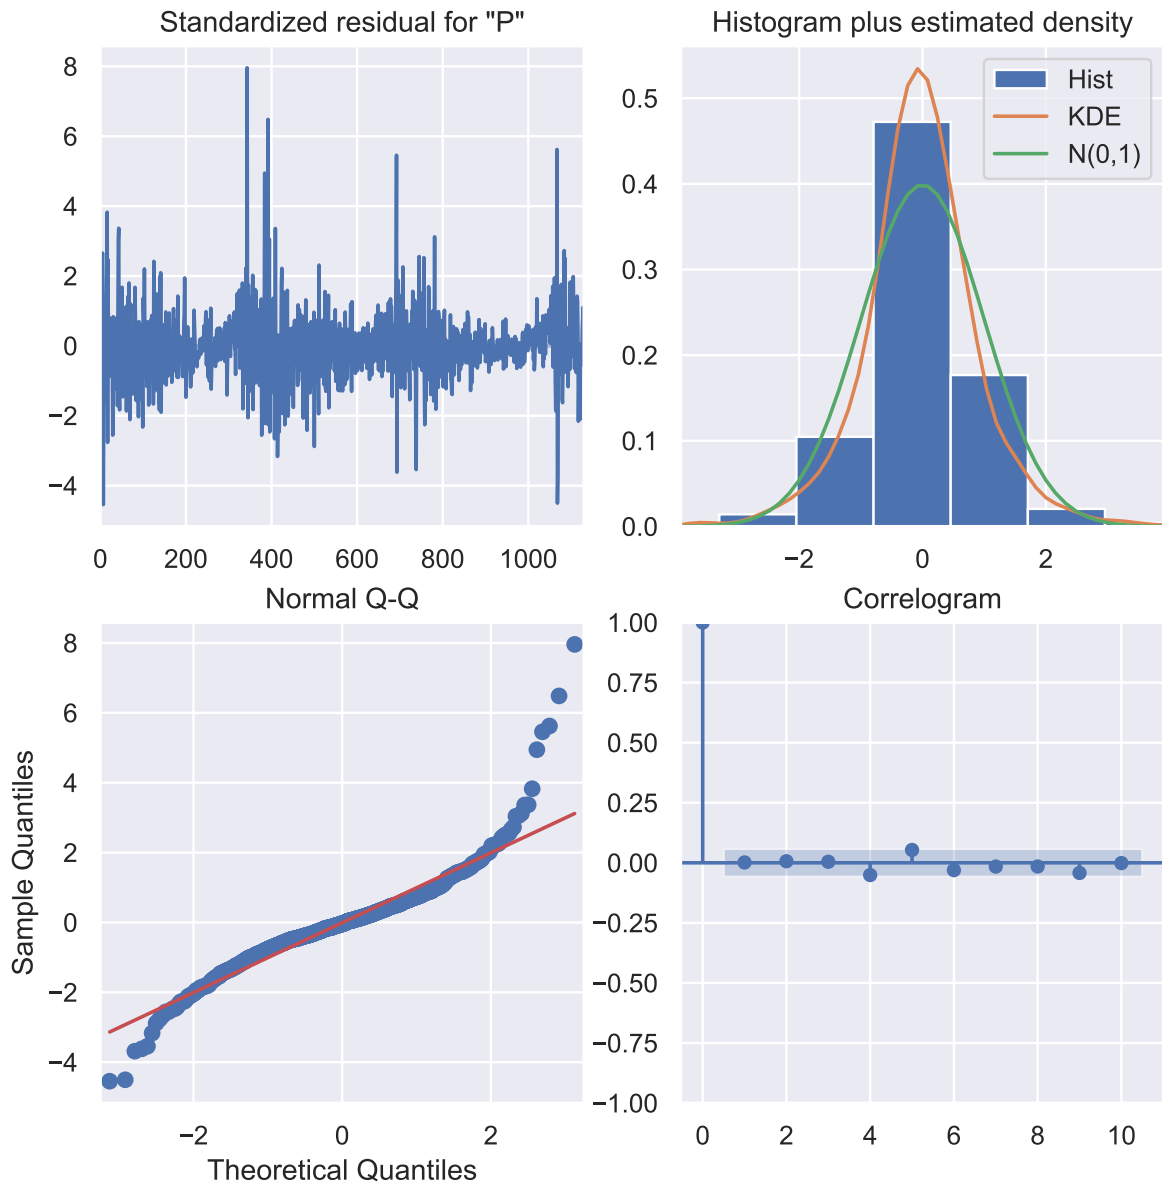 Standardized residual for "P"
8
6
4
2
0
−2
−4
0 200 400 600 800 1000
Histogram plus estimated density
Hist
KDE
N(0,1)
0.5
0.4
0.3
0.2
0.1
0.0
−2 0 2
Normal Q-Q
Sample Quantiles
8
6
4
2
0
−2
−4
−2 0 2
Theoretical Quantiles
Correlogram
1.00
0.75
0.50
0.25
0.00
−0.25
−0.50
−0.75
−1.00
0 2 4 6 8 10